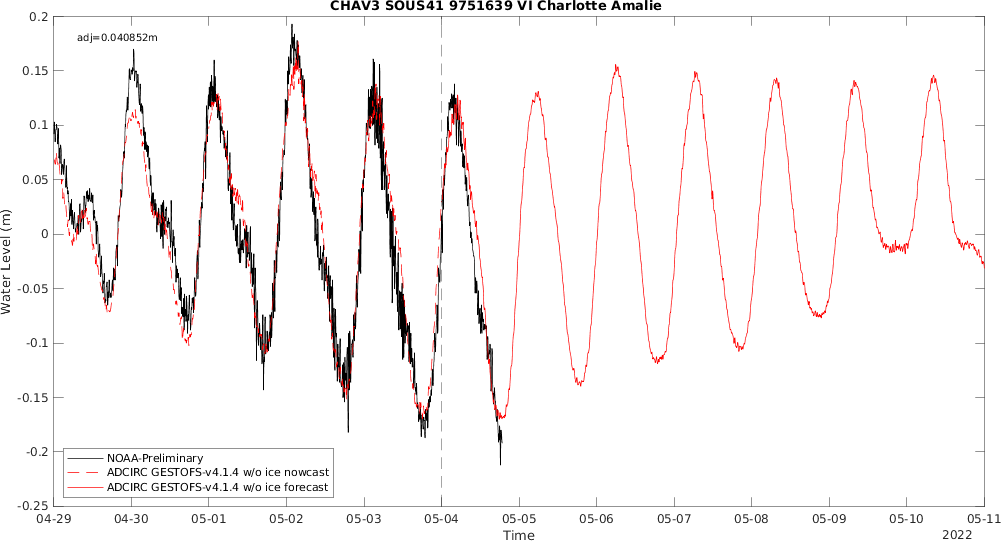 CHAV3 SOUS41 9751639 VI Charlotte Amalie
adj=0.040852m
0.2
0.15
0.1
0.05
0
-0.05
-0.1
-0.15
-0.2
-0.25
Water Level (m)
NOAA-Preliminary
ADCIRC GESTOFS-v4.1.4 w/o ice nowcast
ADCIRC GESTOFS-v4.1.4 w/o ice forecast
04-29 04-30 05-01 05-02 05-03 05-04 05-05 05-06 05-07 05-08 05-09 05-10 05-11
Time
2022